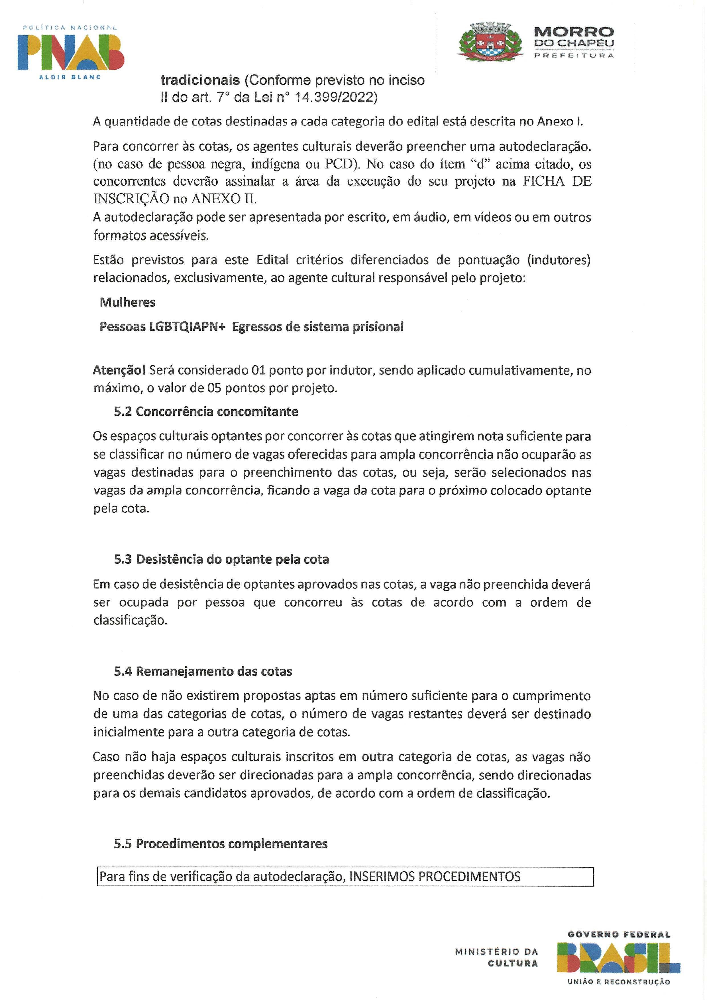 POLÍTICA NACIONAL
PNAB
ALDIR BLANC
MORRO
DO CHAPÉU
PREFEITURA
MORRO DO CHAPÉU
tradicionais (Conforme previsto no inciso
II do art. 7° da Lei n° 14.399/2022)
A quantidade de cotas destinadas a cada categoria do edital está descrita no Anexo I.
Para concorrer às cotas, os agentes culturais deverão preencher uma autodeclaração.
(no caso de pessoa negra, indígena ou PCD). No caso do ítem “d” acima citado, os
concorrentes deverão assinalar a área da execução do seu projeto na FICHA DE
INSCRIÇÃO no ANEXO II.
A autodeclaração pode ser apresentada por escrito, em áudio, em vídeos ou em outros
formatos acessíveis.
Estão previstos para este Edital critérios diferenciados de pontuação (indutores)
relacionados, exclusivamente, ao agente cultural responsável pelo projeto:
Mulheres
Pessoas LGBTQIAPN+ Egressos de sistema prisional
Atenção! Será considerado 01 ponto por indutor, sendo aplicado cumulativamente, no
máximo, o valor de 05 pontos por projeto.
5.2 Concorrência concomitante
Os espaços culturais optantes por concorrer às cotas que atingirem nota suficiente para
se classificar no número de vagas oferecidas para ampla concorrência não ocuparão as
vagas destinadas para o preenchimento das cotas, ou seja, serão selecionados nas
vagas da ampla concorrência, ficando a vaga da cota para o próximo colocado optante
pela cota.
5.3 Desistência do optante pela cota
Em caso de desistência de optantes aprovados nas cotas, a vaga não preenchida deverá
ser ocupada por pessoa que concorreu às cotas de acordo com a ordem de
classificação.
5.4 Remanejamento das cotas
No caso de não existirem propostas aptas em número suficiente para o cumprimento
de uma das categorias de cotas, o número de vagas restantes deverá ser destinado
inicialmente para a outra categoria de cotas.
Caso não haja espaços culturais inscritos em outra categoria de cotas, as vagas não
preenchidas deverão ser direcionadas para a ampla concorrência, sendo direcionadas
para os demais candidatos aprovados, de acordo com a ordem de classificação.
5.5 Procedimentos complementares
Para fins de verificação da autodeclaração, INSERIMOS PROCEDIMENTOS
MINISTÉRIO DA
CULTURA
GOVERNO FEDERAL
BRASIL
UNIÃO E RECONSTRUÇÃO